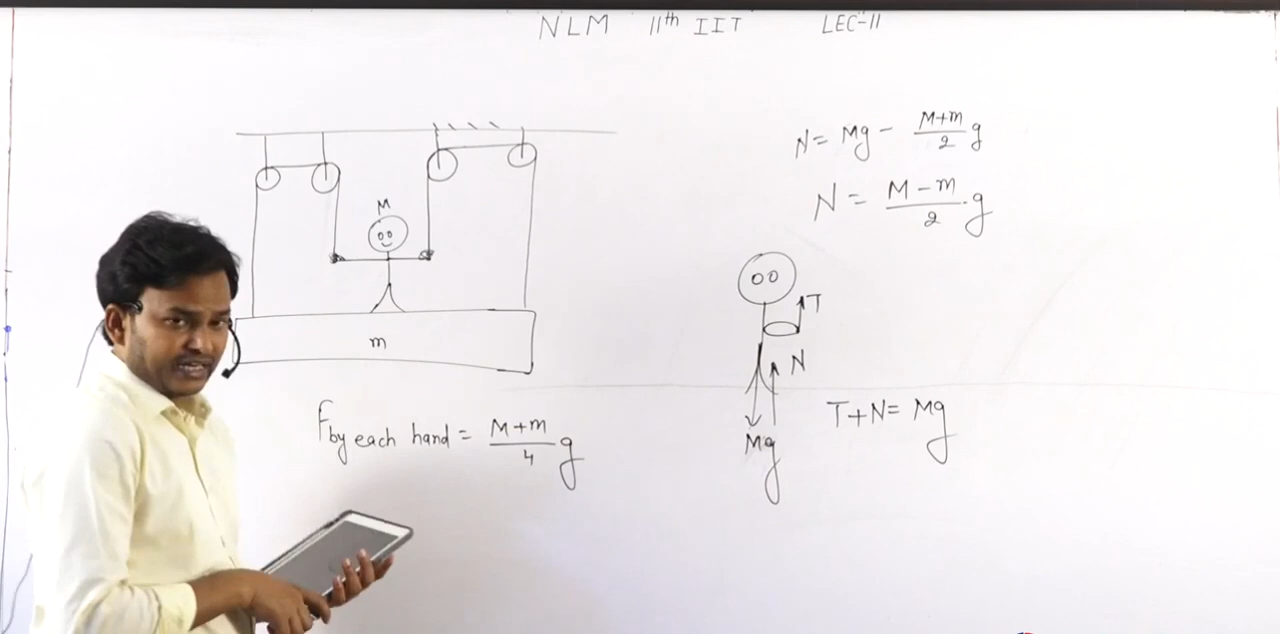 NLM 11th IIT LEC-11
M
m
F by each hand = M+m/4 g
N = Mg - M+m/2 g
N = M-m/2 . g
T
N
Mg
T+N= Mg